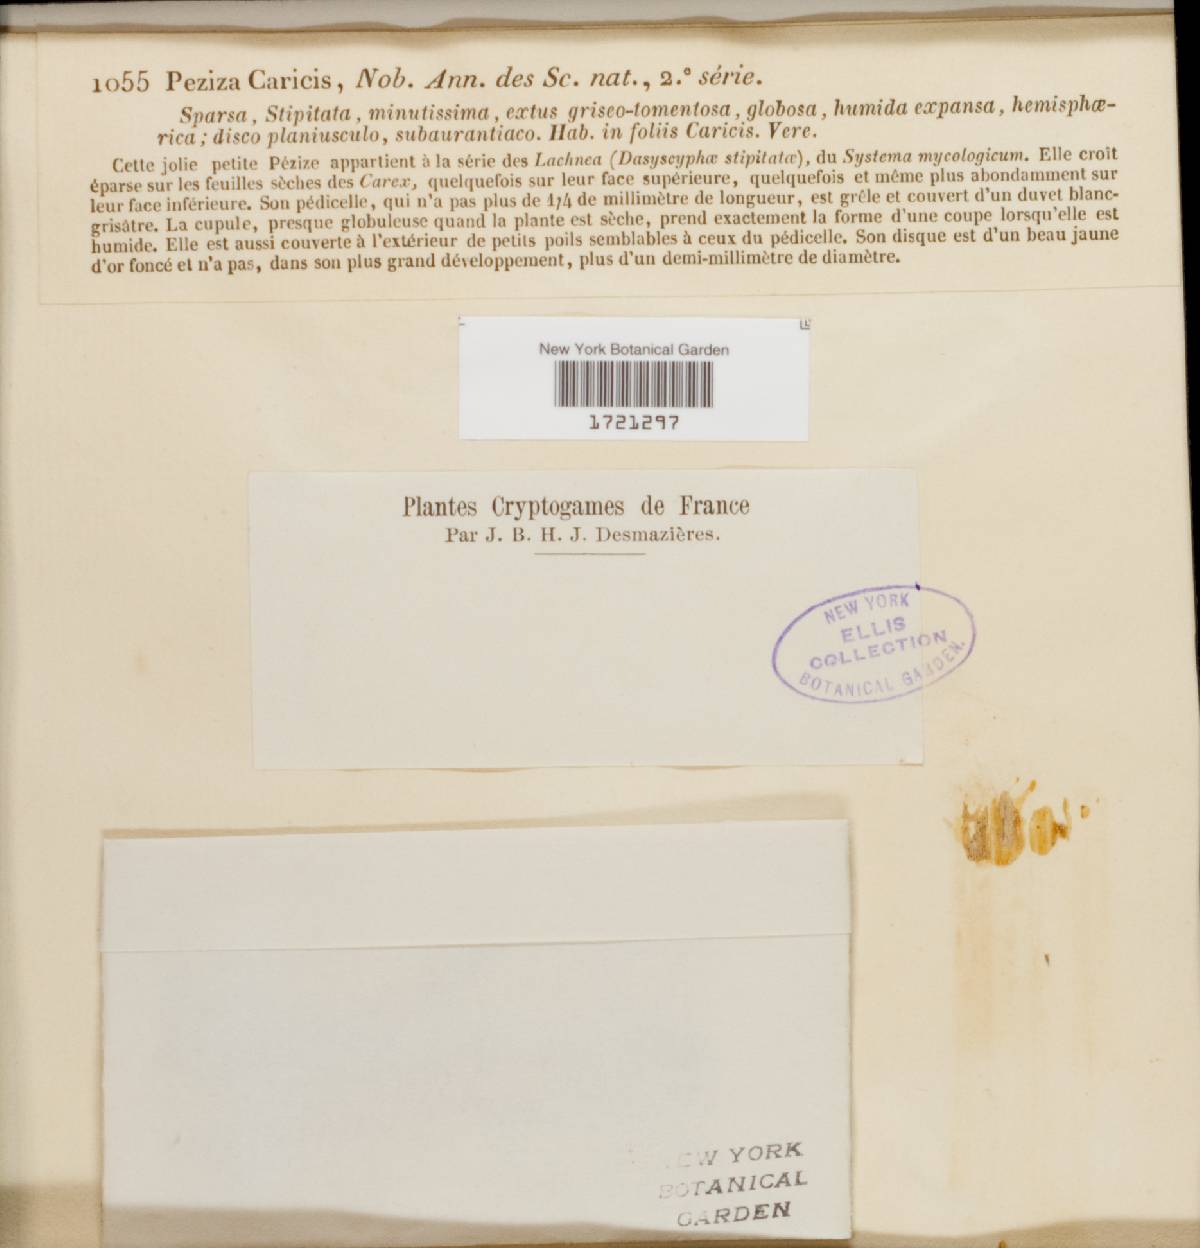 1055 Peziza Caricis, Nob. Ann. des Sc. nat., 2.e série.
Sparsa, Stipitata, minutissima, extus griseo-tomentosa, globosa, humida expansa, hemisphæ-
rica; disco planiusculo, subaurantiaco. Hab. in foliis Caricis. Vere.
Cette jolie petite Pézize appartient à la série des Lachnea (Dasyscyphæ stipitatæ), du Systema mycologicum. Elle croît
éparse sur les feuilles sèches des Carex, quelquefois sur leur face supérieure, quelquefois et même plus abondamment sur
leur face inférieure. Son pédicelle, qui n'a pas plus de 1/4 de millimètre de longueur, est grêle et couvert d'un duvet blanc-
grisâtre. La cupule, presque globuleuse quand la plante est sèche, prend exactement la forme d'une coupe lorsqu'elle est
humide. Elle est aussi couverte à l'extérieur de petits poils semblables à ceux du pédicelle. Son disque est d'un beau jaune
d'or foncé et n'a pas, dans son plus grand développement, plus d'un demi-millimètre de diamètre.
New York Botanical Garden
1721297
Plantes Cryptogames de France
Par J. B. H. J. Desmazières.
NEW YORK
ELLIS
COLLECTION
BOTANICAL GARDEN.
NEW YORK
BOTANICAL
GARDEN